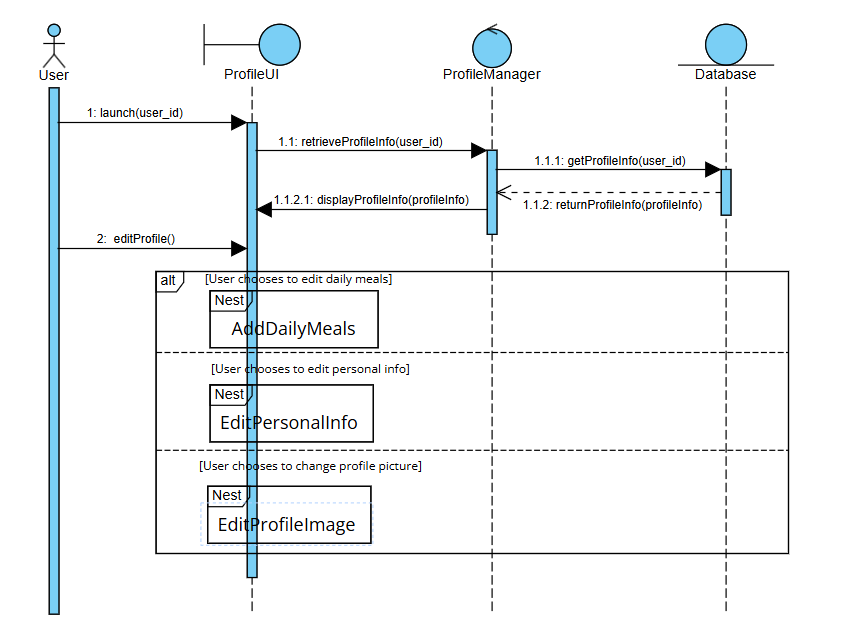 User
ProfileUI
ProfileManager
Database
1: launch(user_id)
1.1: retrieveProfileInfo(user_id)
1.1.1: getProfileInfo(user_id)
1.1.2.1: displayProfileInfo(profileInfo)
1.1.2: returnProfileInfo(profileInfo)
2: editProfile()
alt
[User chooses to edit daily meals]
Nest
AddDailyMeals
[User chooses to edit personal info]
Nest
EditPersonalInfo
[User chooses to change profile picture]
Nest
EditProfileImage